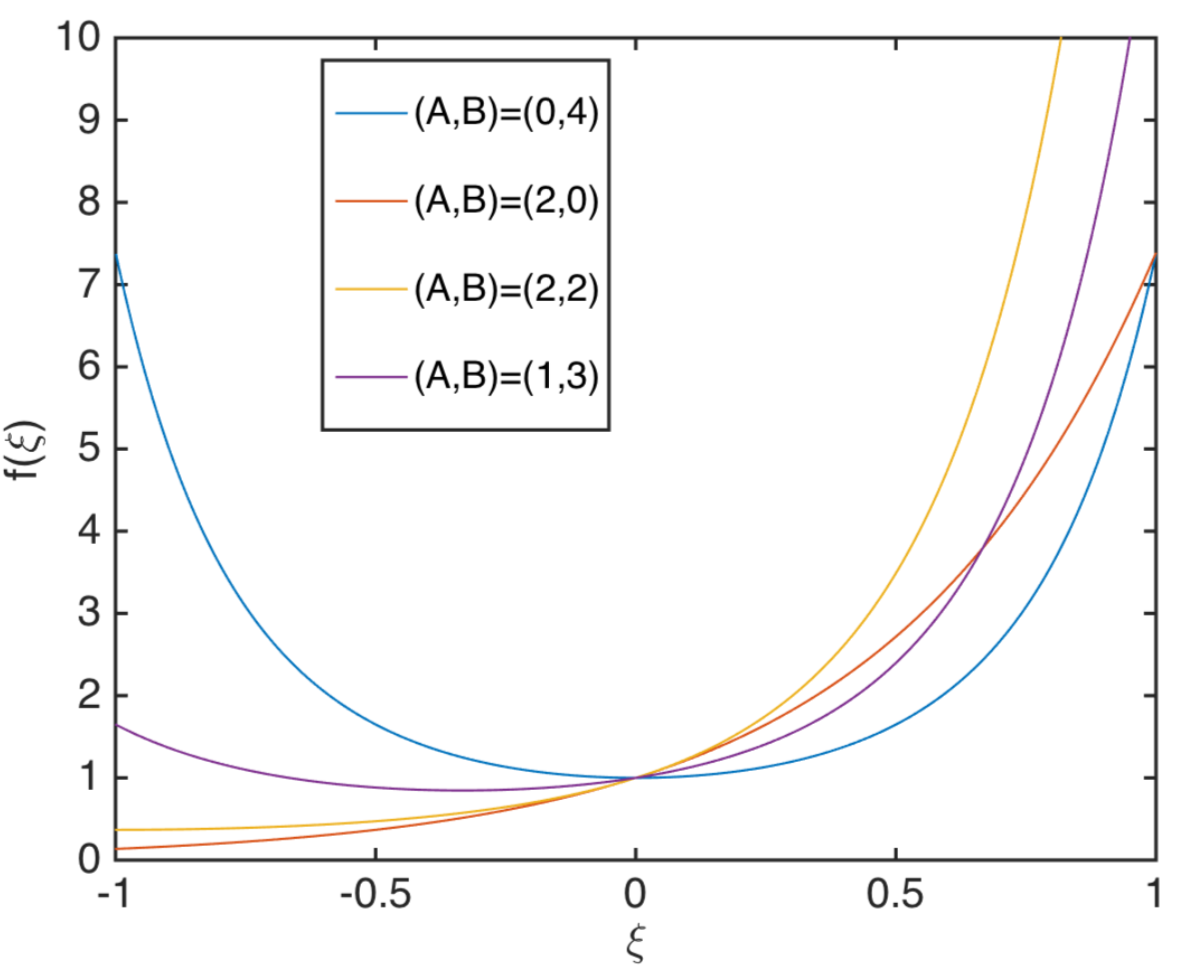 10
9
8
7
6
5
4
3
2
1
0
f(ξ)
(A,B)=(0,4)
(A,B)=(2,0)
(A,B)=(2,2)
(A,B)=(1,3)
-1
-0.5
0
0.5
1
ξ